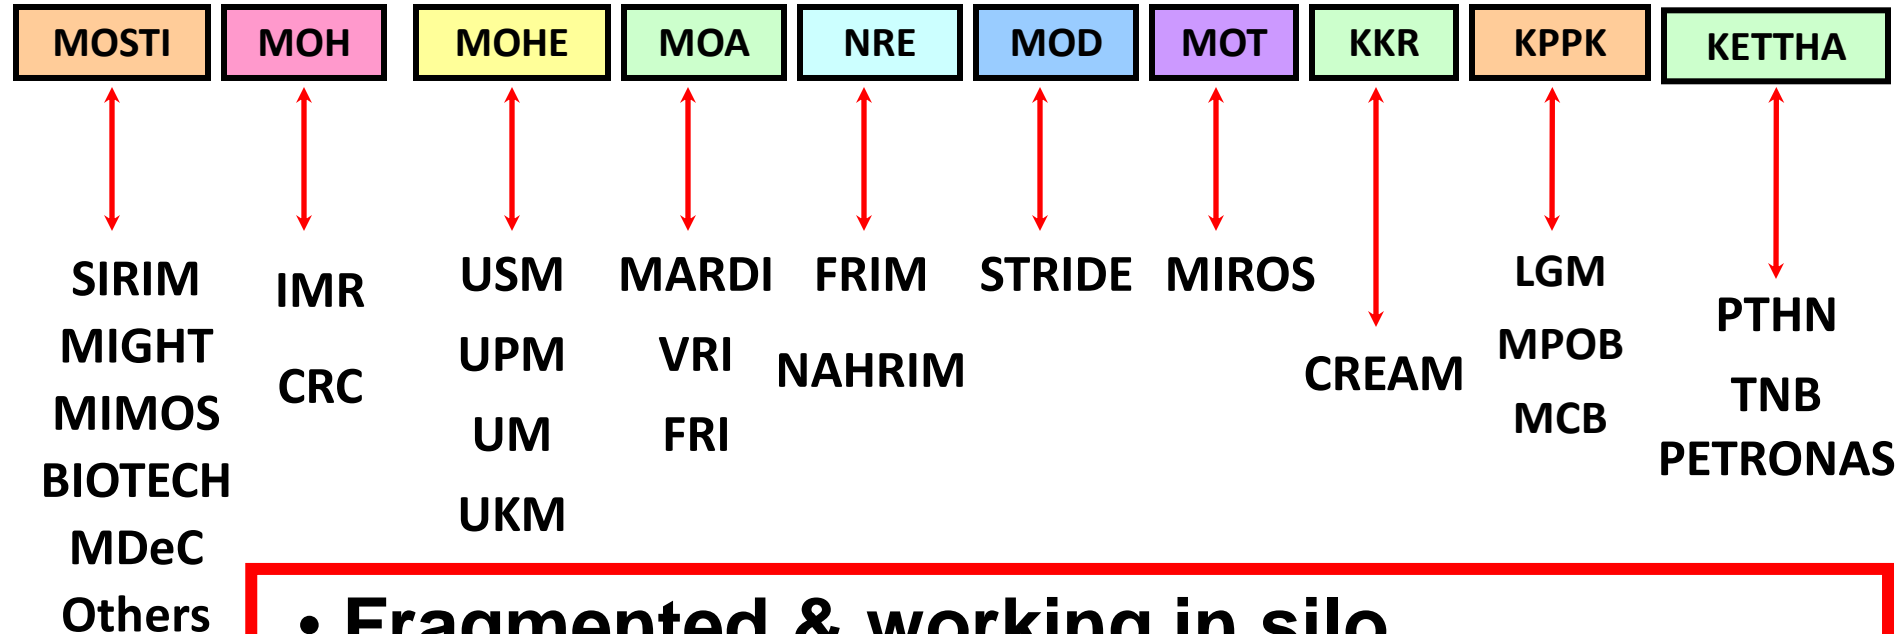 MOSTI
MOH
MOHE
MOA
NRE
MOD
MOT
KKR
KPPK
KETTHA
SIRIM
MIGHT
MIMOS
BIOTECH
MDeC
Others
IMR
CRC
USM
UPM
UM
UKM
MARDI
VRI
FRI
FRIM
NAHRIM
STRIDE
MIROS
CREAM
LGM
MPOB
MCB
PTHN
TNB
PETRONAS
• Fragmented & working in silo